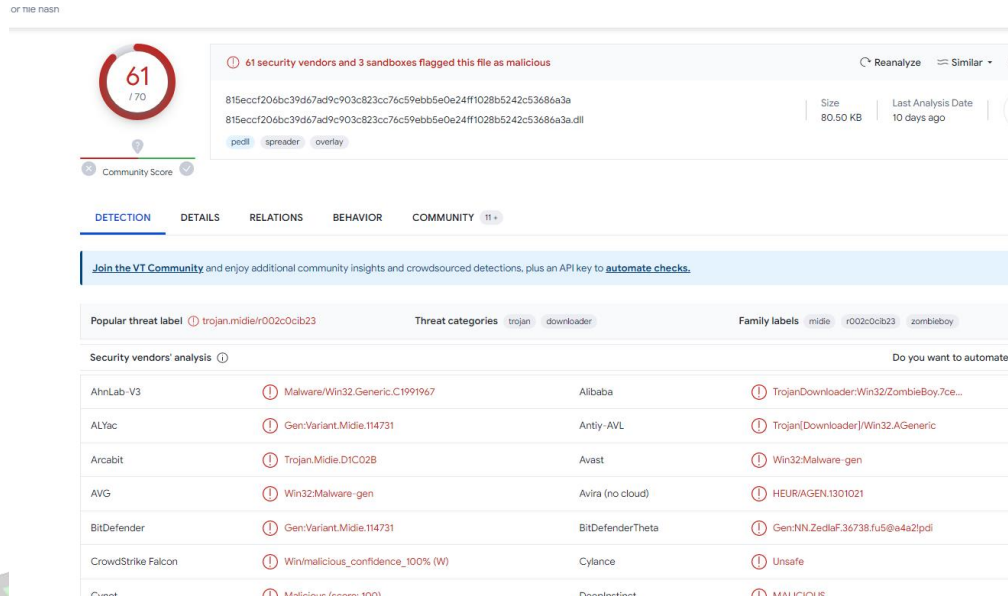 or file hash
61
/ 70
Community Score
61 security vendors and 3 sandboxes flagged this file as malicious
Reanalyze
Similar
815eccf206bc39d67ad9c903c823cc76c59ebb5e0e24ff1028b5242c53686a3a
815eccf206bc39d67ad9c903c823cc76c59ebb5e0e24ff1028b5242c53686a3a.dll
pedll spreader overlay
Size
80.50 KB
Last Analysis Date
10 days ago
DETECTION DETAILS RELATIONS BEHAVIOR COMMUNITY 11 +
Join the VT Community and enjoy additional community insights and crowdsourced detections, plus an API key to automate checks.
Popular threat label trojan.midie/r002c0cib23 Threat categories trojan downloader Family labels midie r002c0cib23 zombieboy
Security vendors' analysis Do you want to automate
AhnLab-V3 Malware/Win32.Generic.C1991967 Alibaba TrojanDownloader:Win32/ZombieBoy.7ce...
ALYac Gen:Variant.Midie.114731 Antiy-AVL Trojan[Downloader]/Win32.AGeneric
Arcabit Trojan.Midie.D1C02B Avast Win32:Malware-gen
AVG Win32:Malware-gen Avira (no cloud) HEUR/AGEN.1301021
BitDefender Gen:Variant.Midie.114731 BitDefenderTheta Gen:NN.ZedlaF.36738.fu5@a4a2!pdi
CrowdStrike Falcon Win/malicious_confidence_100% (W) Cylance Unsafe
Cynet Malicious (score: 100) DeepInstinct MALICIOUS